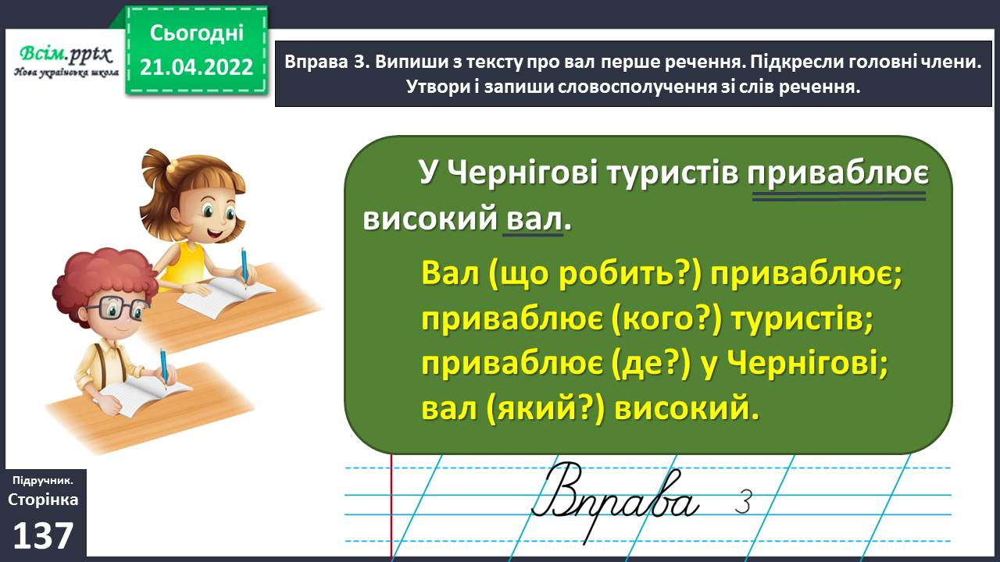 Всім.pptx
Нова українська школа
Сьогодні
21.04.2022
Вправа 3. Випиши з тексту про вал перше речення. Підкресли головні члени.
Утвори і запиши словосполучення зі слів речення.
У Чернігові туристів приваблює
високий вал.
Вал (що робить?) приваблює;
приваблює (кого?) туристів;
приваблює (де?) у Чернігові;
вал (який?) високий.
Підручник.
Сторінка
137
Вправа 3